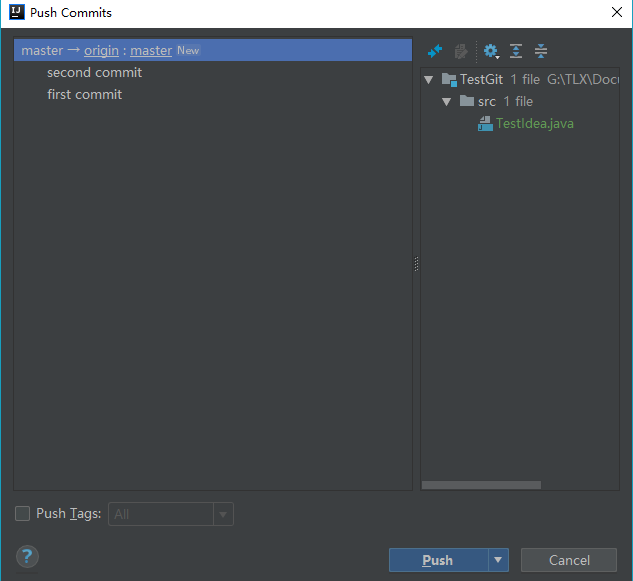 Push Commits
master → origin : master New
second commit
first commit
TestGit 1 file G:\TLX\Docu
src 1 file
TestIdea.java
Push Tags: All
? Push Cancel